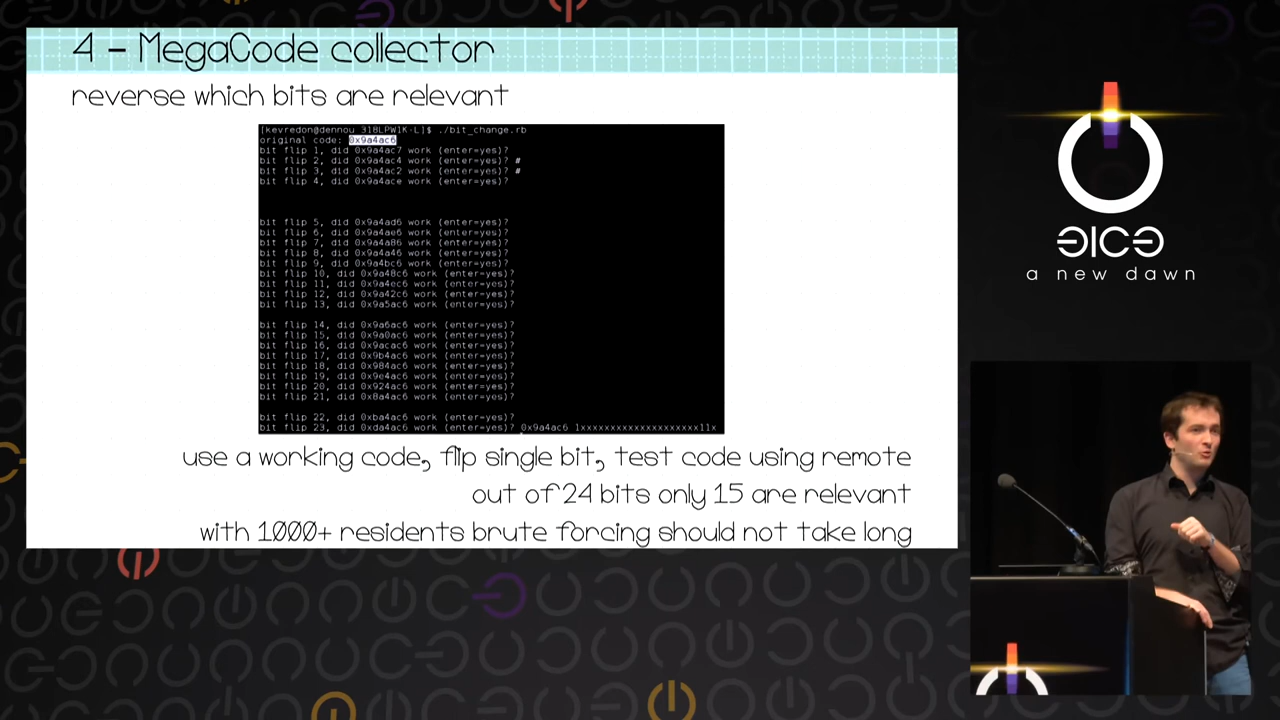 4 - MegaCode collector
reverse which bits are relevant
[kevredon@dennou 318LPW1K-L]$ ./bit_change.rb
original code: 0x9a4ac6
bit flip 1, did 0x9a4ac7 work (enter=yes)?
bit flip 2, did 0x9a4ac4 work (enter=yes)? #
bit flip 3, did 0x9a4ac2 work (enter=yes)? #
bit flip 4, did 0x9a4ace work (enter=yes)?
bit flip 5, did 0x9a4ad6 work (enter=yes)?
bit flip 6, did 0x9a4ae6 work (enter=yes)?
bit flip 7, did 0x9a4a86 work (enter=yes)?
bit flip 8, did 0x9a4a46 work (enter=yes)?
bit flip 9, did 0x9a4bc6 work (enter=yes)?
bit flip 10, did 0x9a48c6 work (enter=yes)?
bit flip 11, did 0x9a4ec6 work (enter=yes)?
bit flip 12, did 0x9a42c6 work (enter=yes)?
bit flip 13, did 0x9a5ac6 work (enter=yes)?
bit flip 14, did 0x9a6ac6 work (enter=yes)?
bit flip 15, did 0x9a0ac6 work (enter=yes)?
bit flip 16, did 0x9acac6 work (enter=yes)?
bit flip 17, did 0x9b4ac6 work (enter=yes)?
bit flip 18, did 0x984ac6 work (enter=yes)?
bit flip 19, did 0x9e4ac6 work (enter=yes)?
bit flip 20, did 0x924ac6 work (enter=yes)?
bit flip 21, did 0x8a4ac6 work (enter=yes)?
bit flip 22, did 0xba4ac6 work (enter=yes)?
bit flip 23, did 0xda4ac6 work (enter=yes)? 0x9a4ac6 1xxxxxxxxxxxxxxxxxxxx11x
use a working code, flip single bit, test code using remote
out of 24 bits only 15 are relevant
with 1000+ residents brute forcing should not take long
a new dawn